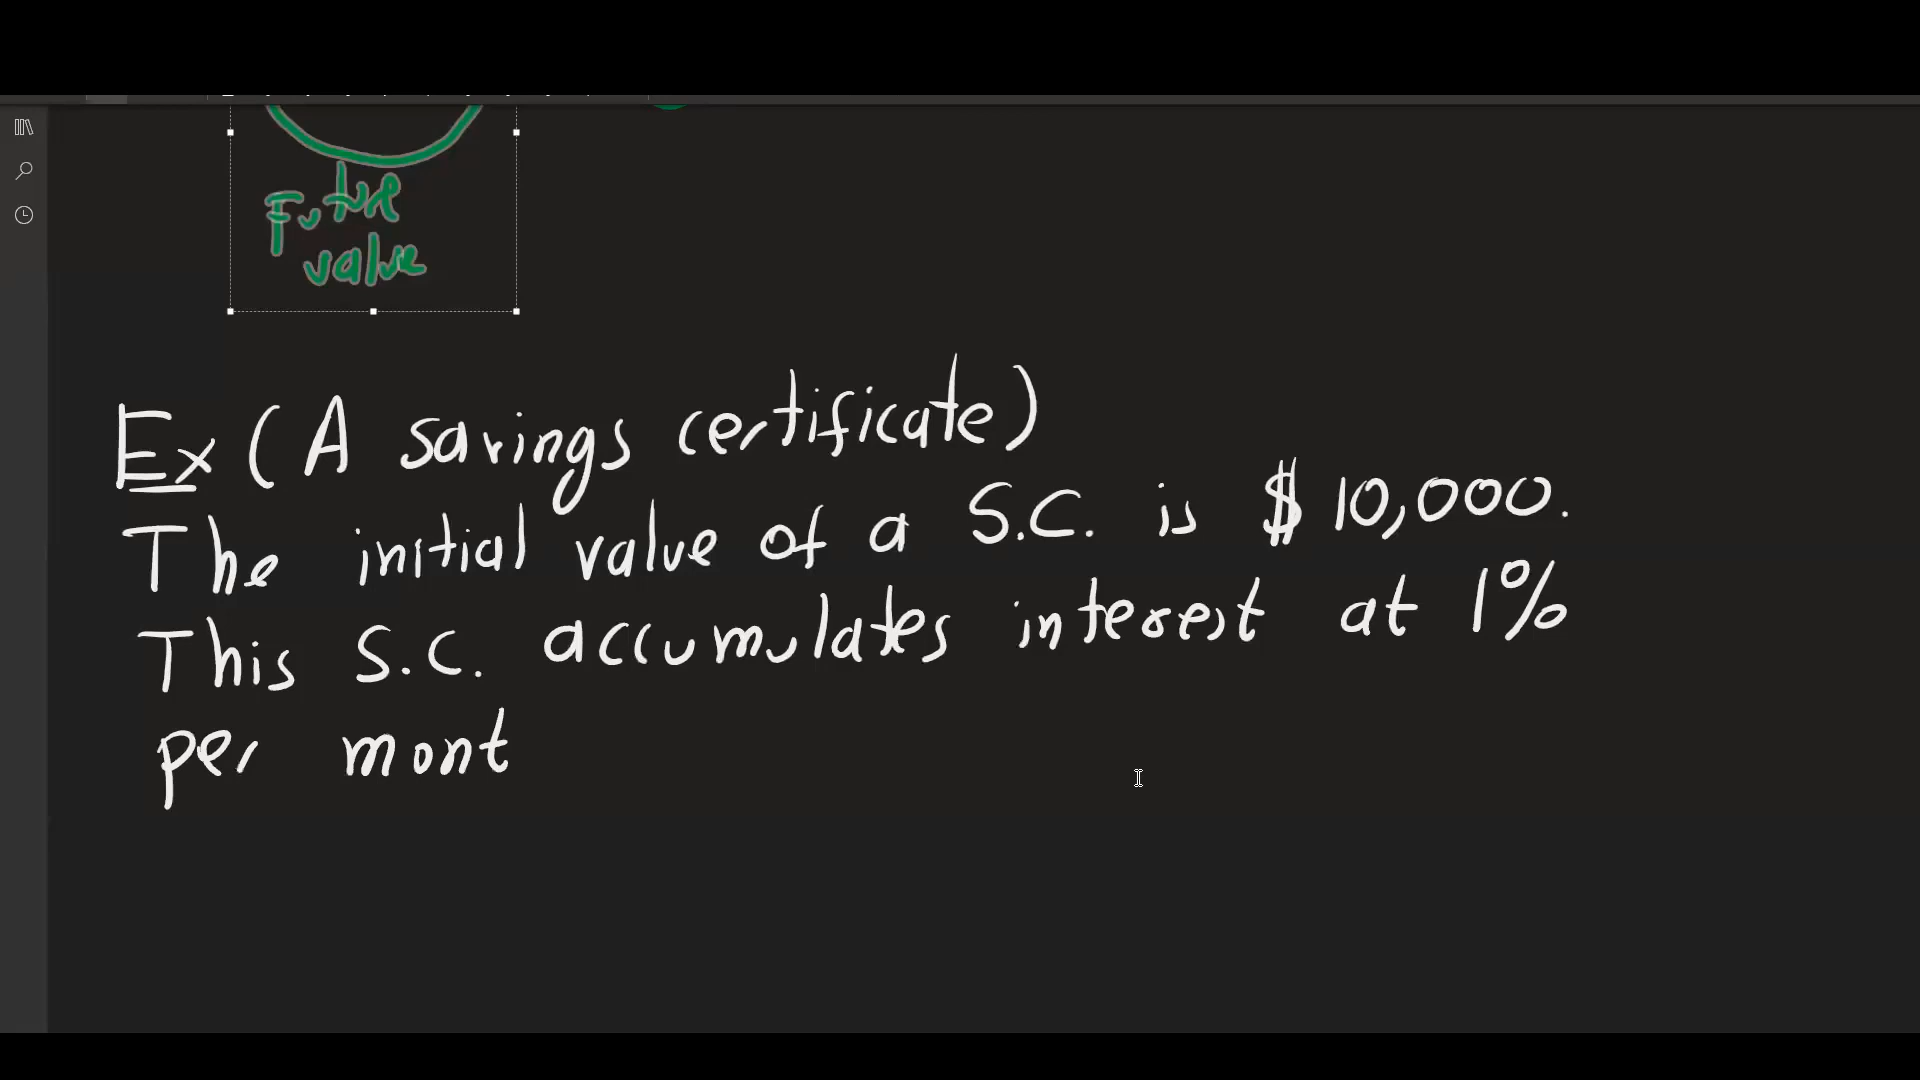 Future
value
Ex (A savings certificate)
The initial value of a S.C. is $10,000.
This S.C. accumulates interest at 1%
per mont